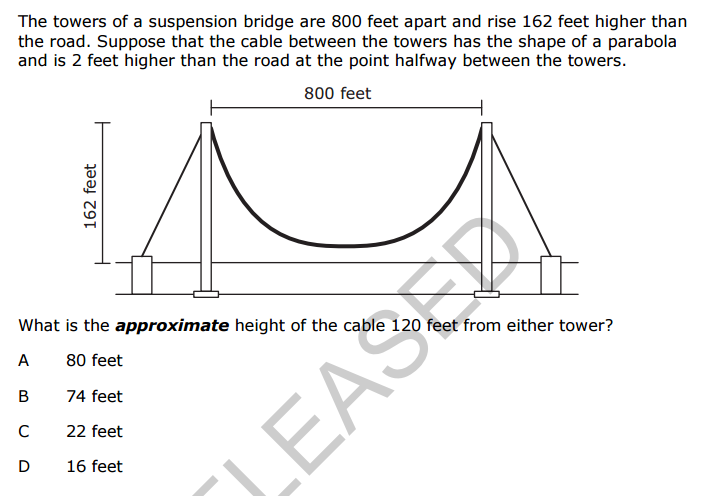 The towers of a suspension bridge are 800 feet apart and rise 162 feet higher than
the road. Suppose that the cable between the towers has the shape of a parabola
and is 2 feet higher than the road at the point halfway between the towers.
800 feet
162 feet
What is the approximate height of the cable 120 feet from either tower?
A 80 feet
B 74 feet
C 22 feet
D 16 feet
LEASED